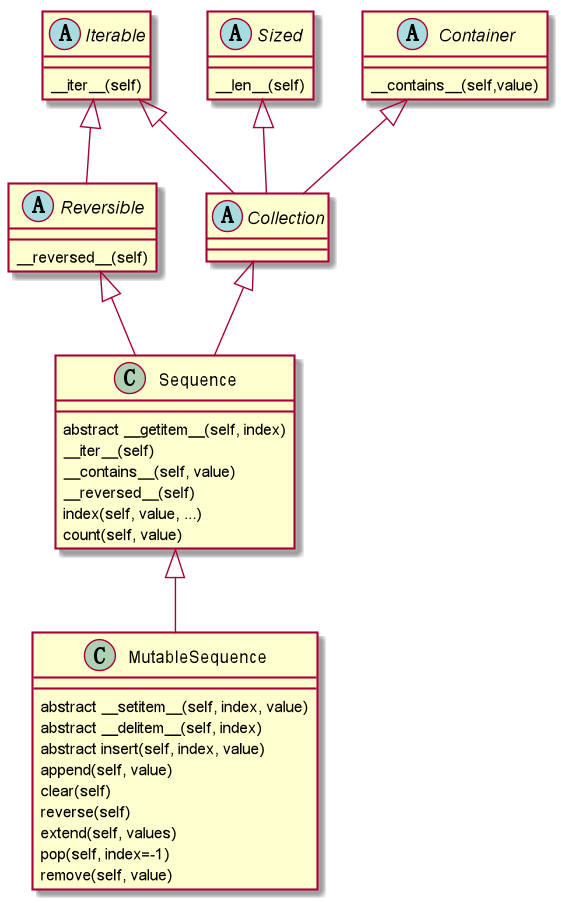 A Iterable
__iter__(self)
A Sized
__len__(self)
A Container
__contains__(self,value)
A Reversible
__reversed__(self)
A Collection
C Sequence
abstract __getitem__(self, index)
__iter__(self)
__contains__(self, value)
__reversed__(self)
index(self, value, ...)
count(self, value)
C MutableSequence
abstract __setitem__(self, index, value)
abstract __delitem__(self, index)
abstract insert(self, index, value)
append(self, value)
clear(self)
reverse(self)
extend(self, values)
pop(self, index=-1)
remove(self, value)